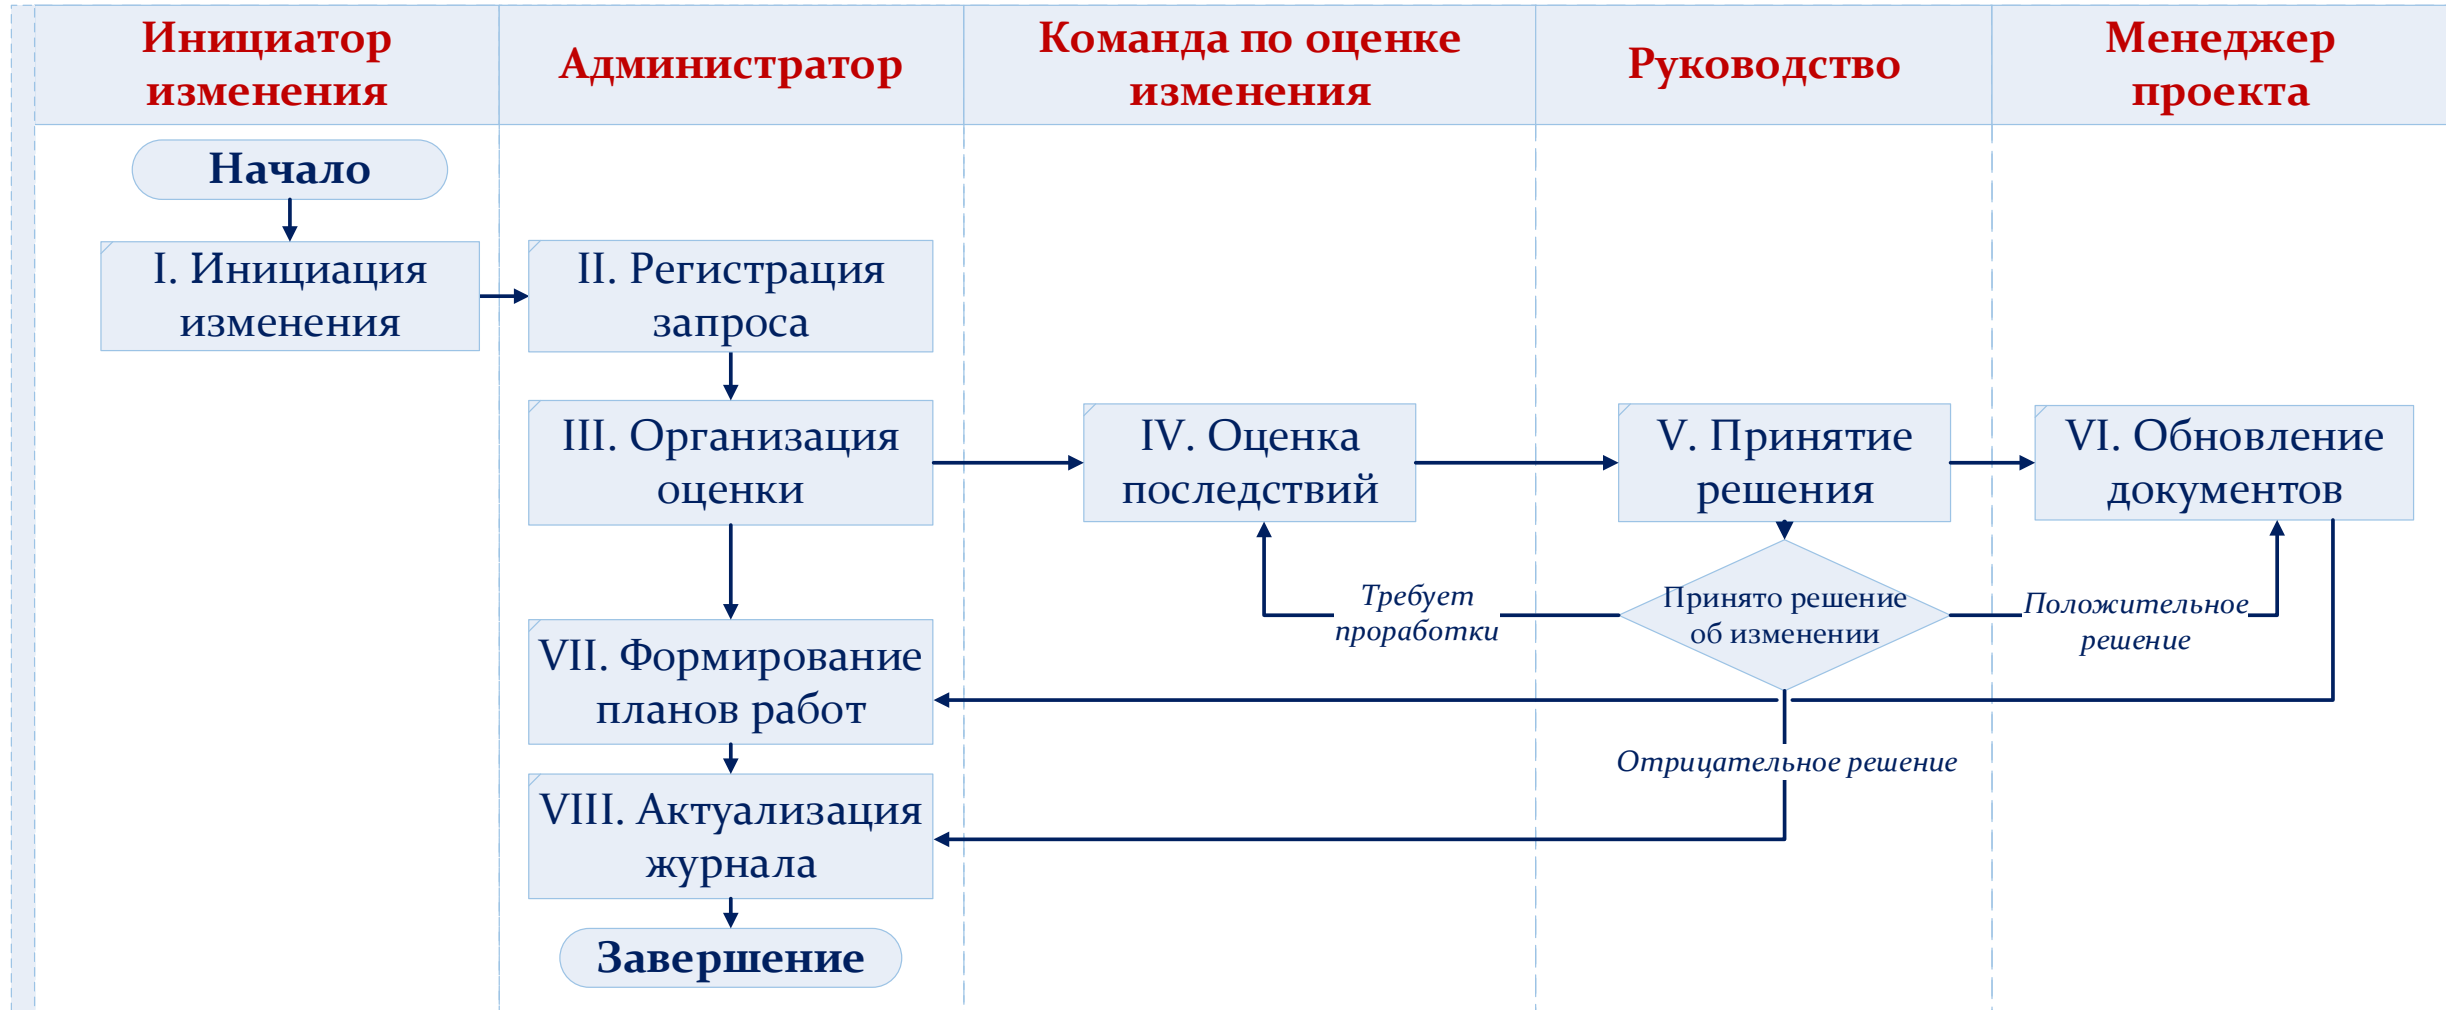 Инициатор
изменения
Администратор
Команда по оценке
изменения
Руководство
Менеджер
проекта
Начало
I. Инициация
изменения
II. Регистрация
запроса
III. Организация
оценки
IV. Оценка
последствий
V. Принятие
решения
VI. Обновление
документов
Требует
проработки
Принято решение
об изменении
Положительное
решение
VII. Формирование
планов работ
Отрицательное решение
VIII. Актуализация
журнала
Завершение